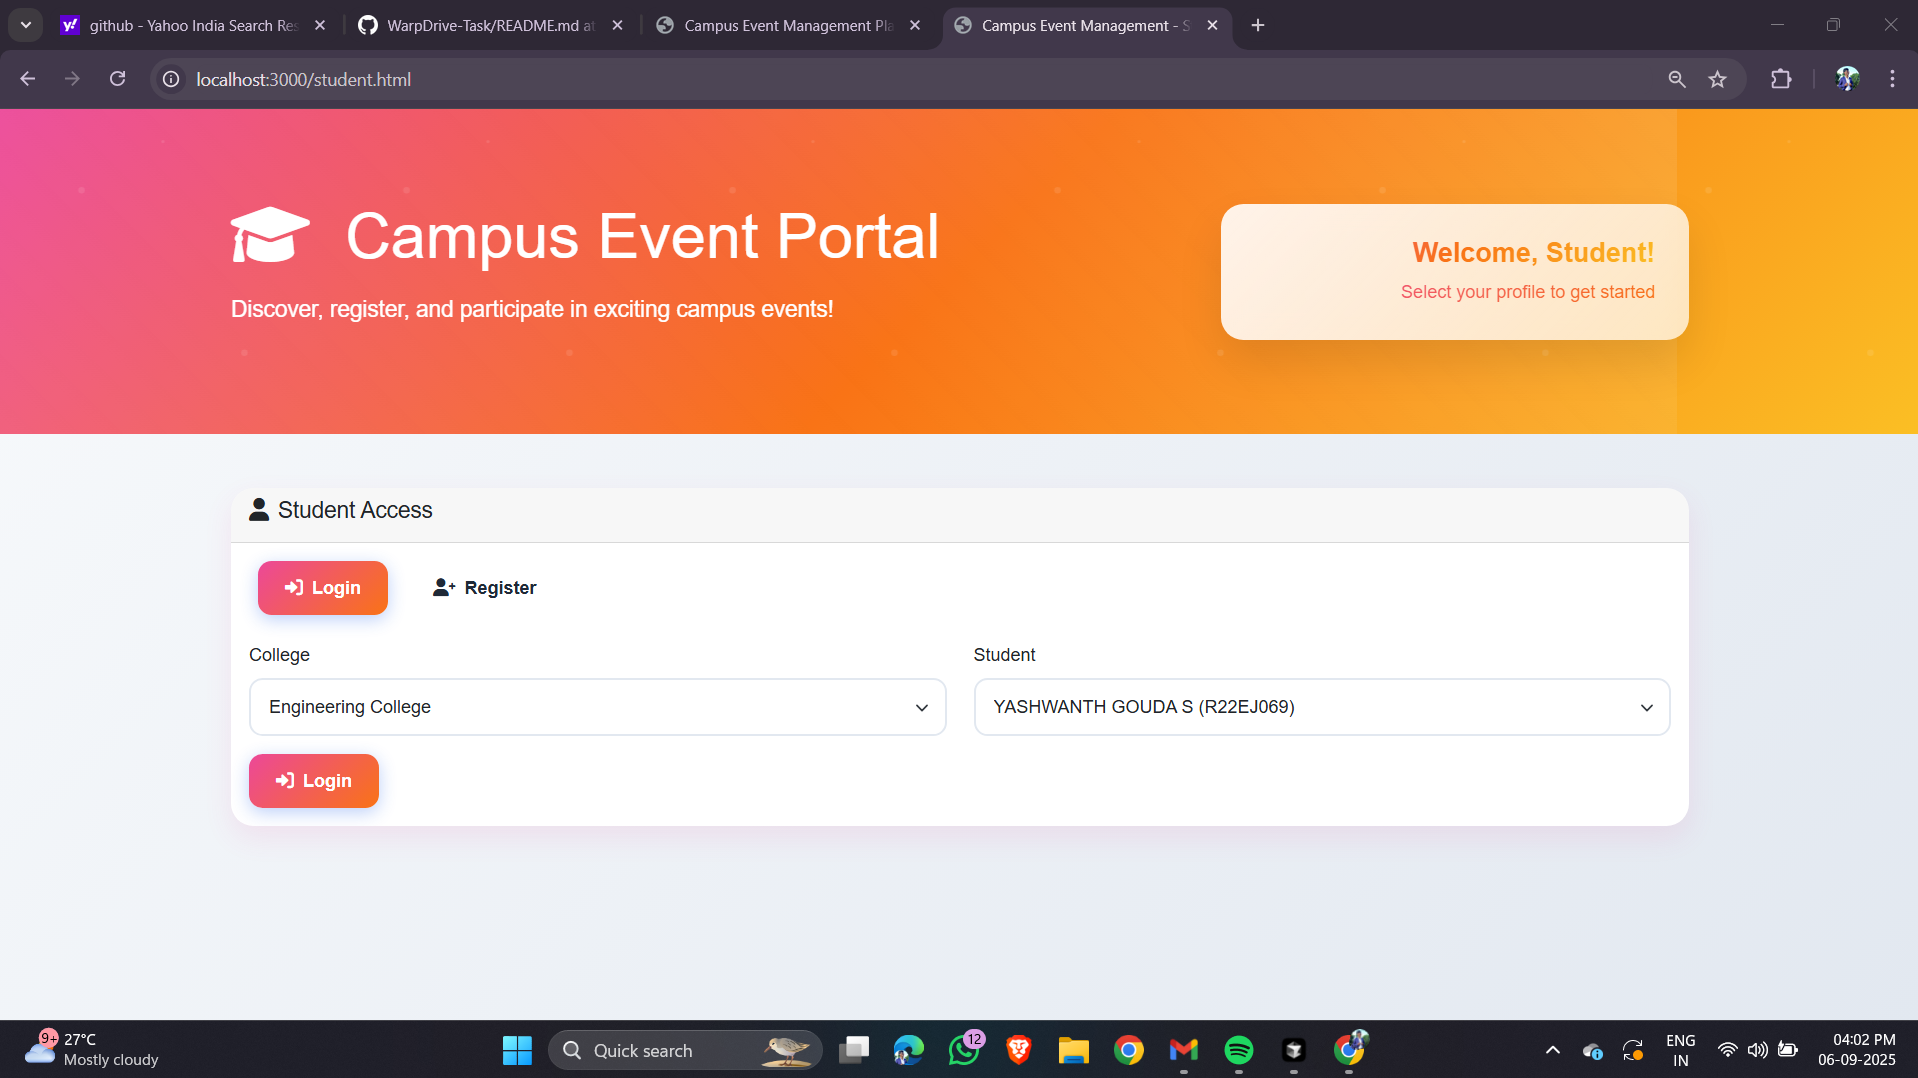 github - Yahoo India Search Res
WarpDrive-Task/README.md at
Campus Event Management Pla
Campus Event Management - S
localhost:3000/student.html
Campus Event Portal
Discover, register, and participate in exciting campus events!
Welcome, Student!
Select your profile to get started
Student Access
Login
Register
College
Student
Engineering College
YASHWANTH GOUDA S (R22EJ069)
Login
9+
27°C
Mostly cloudy
Quick search
12
ENG
IN
04:02 PM
06-09-2025